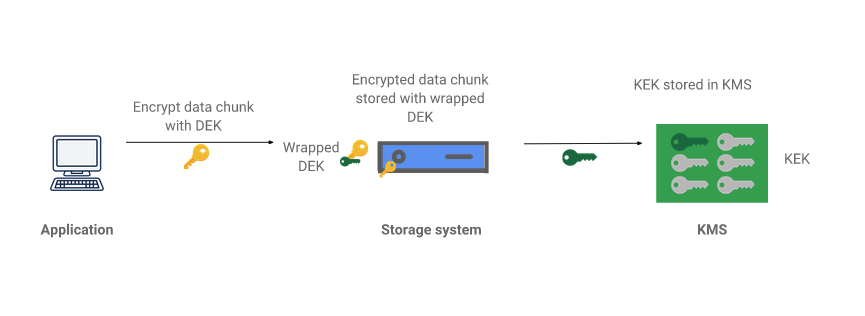 Encrypt data chunk
with DEK
Wrapped
DEK
Encrypted data chunk
stored with wrapped
DEK
KEK stored in KMS
KEK
Application
Storage system
KMS